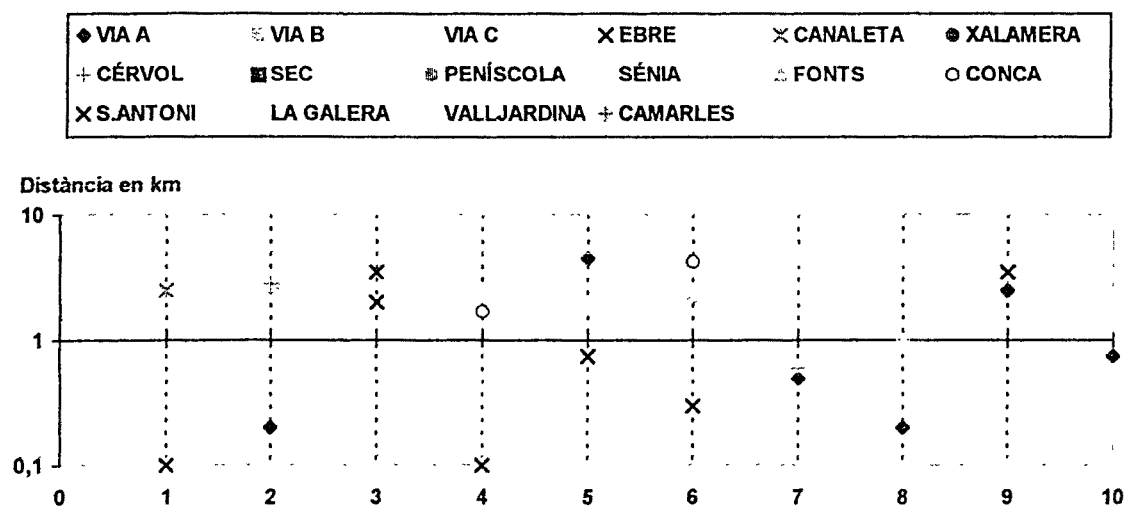 VIA A VIA B VIA C EBRE CANALETA XALAMERA
CÉRVOL SEC PENÍSCOLA SÉNIA FONTS CONCA
S.ANTONI LA GALERA VALLJARDINA CAMARLES
Distància en km
10
1
0,1
0 1 2 3 4 5 6 7 8 9 10